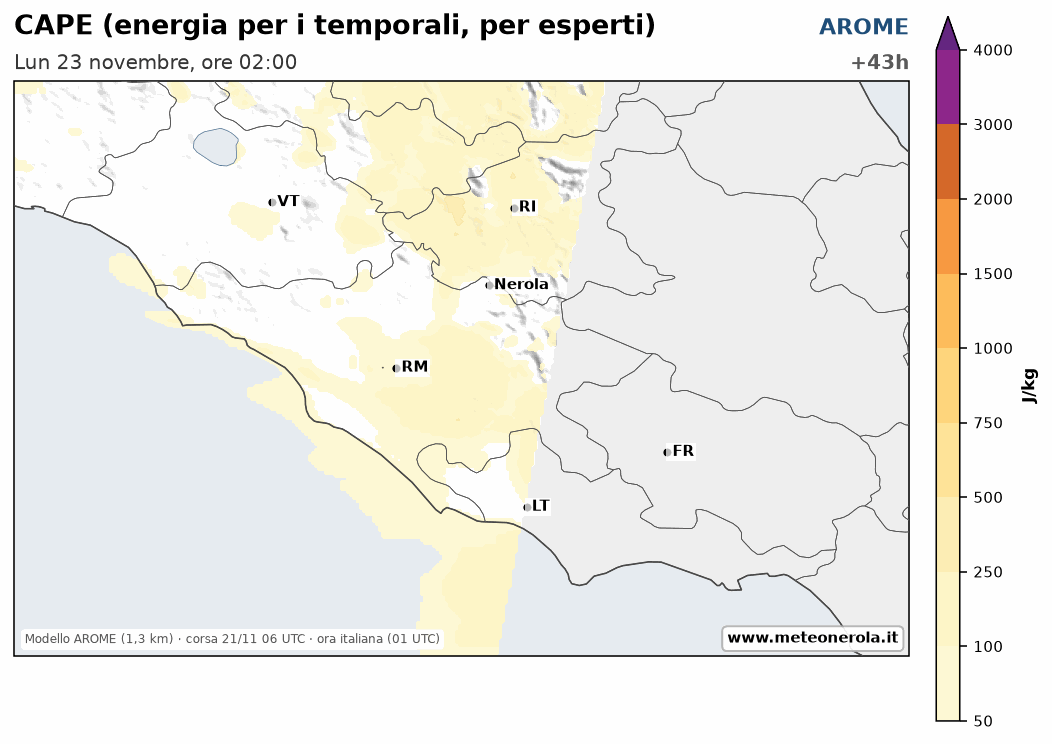 CAPE (energia per i temporali, per esperti)
AROME
Lun 23 novembre, ore 02:00
+43h
4000
3000
2000
1500
1000
750
500
250
100
50
J/kg
VT
RI
Nerola
RM
FR
LT
Modello AROME (1,3 km) · corsa 21/11 06 UTC · ora italiana (01 UTC)
www.meteonerola.it